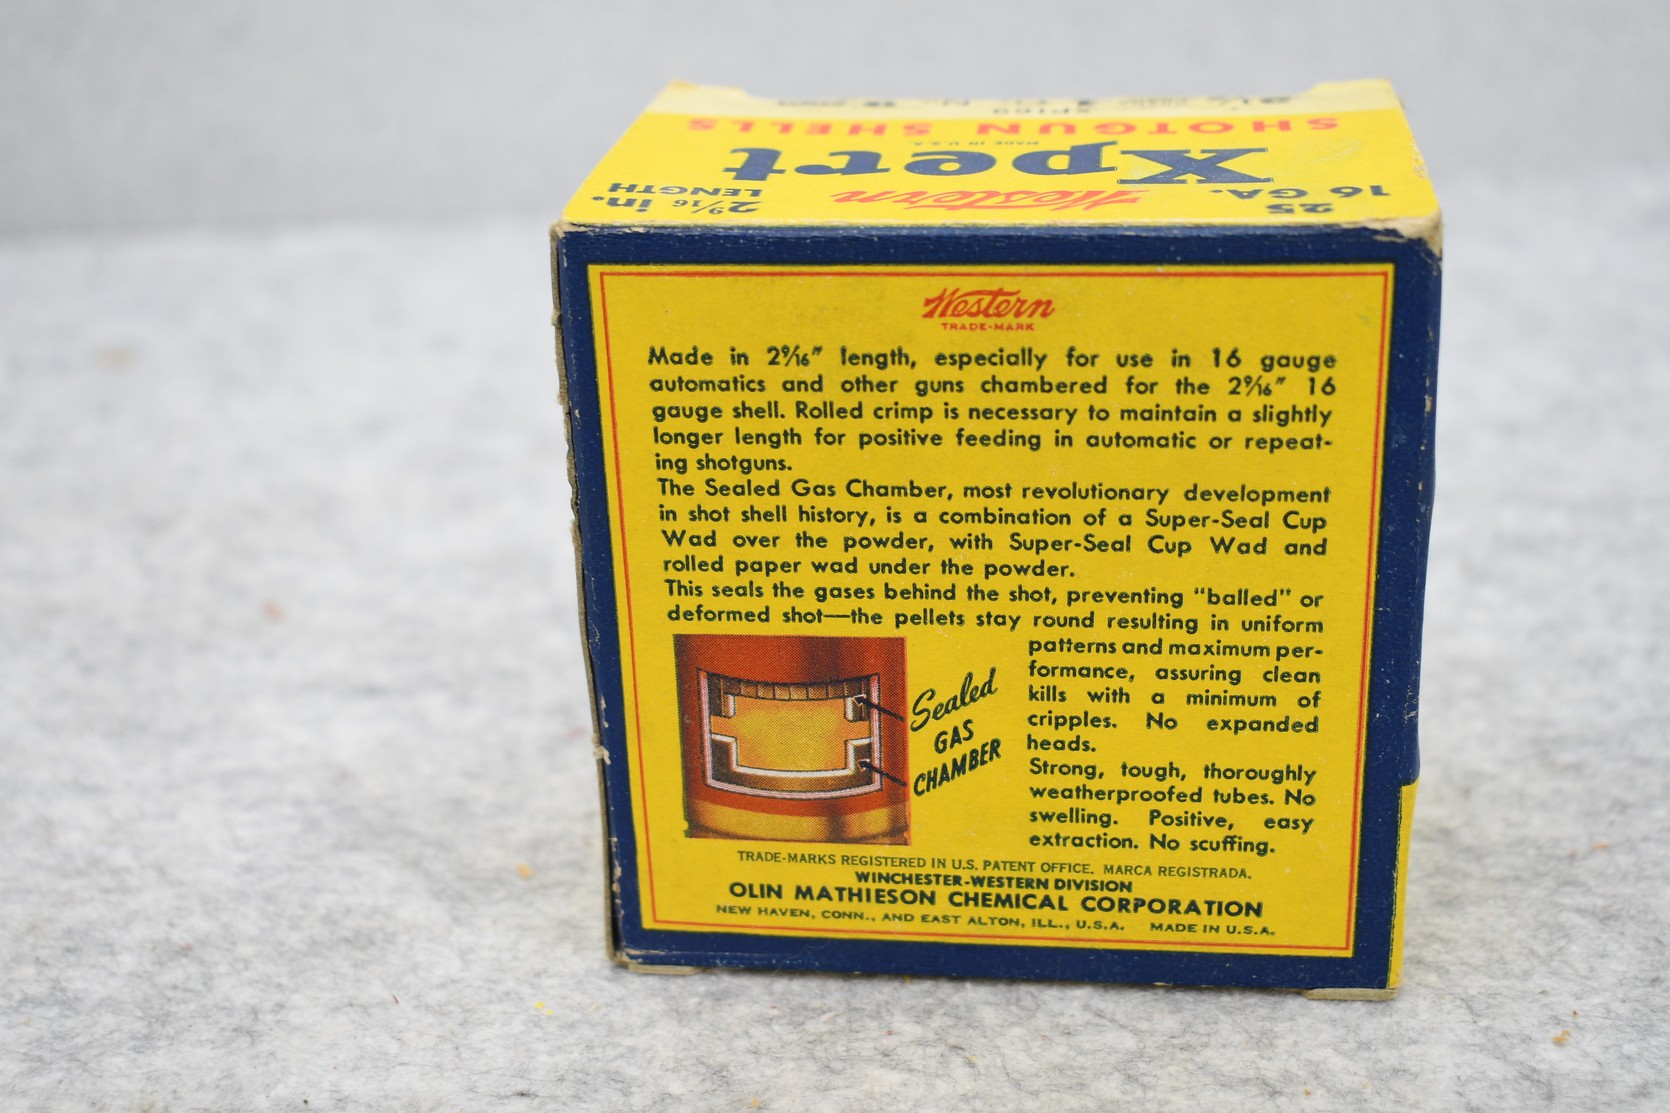 25
16 GA.
Western
2 9/16 in.
LENGTH
Xpert
MADE IN U.S.A.
SHOTGUN SHELLS
Western
TRADE-MARK
Made in 2 9/16" length, especially for use in 16 gauge
automatics and other guns chambered for the 2 9/16" 16
gauge shell. Rolled crimp is necessary to maintain a slightly
longer length for positive feeding in automatic or repeat-
ing shotguns.
The Sealed Gas Chamber, most revolutionary development
in shot shell history, is a combination of a Super-Seal Cup
Wad over the powder, with Super-Seal Cup Wad and
rolled paper wad under the powder.
This seals the gases behind the shot, preventing "balled" or
deformed shot—the pellets stay round resulting in uniform
patterns and maximum per-
formance, assuring clean
kills with a minimum of
cripples. No expanded
heads.
Strong, tough, thoroughly
weatherproofed tubes. No
swelling. Positive, easy
extraction. No scuffing.
Sealed
GAS
CHAMBER
TRADE-MARKS REGISTERED IN U.S. PATENT OFFICE. MARCA REGISTRADA.
WINCHESTER-WESTERN DIVISION
OLIN MATHIESON CHEMICAL CORPORATION
NEW HAVEN, CONN., AND EAST ALTON, ILL., U.S.A. MADE IN U.S.A.